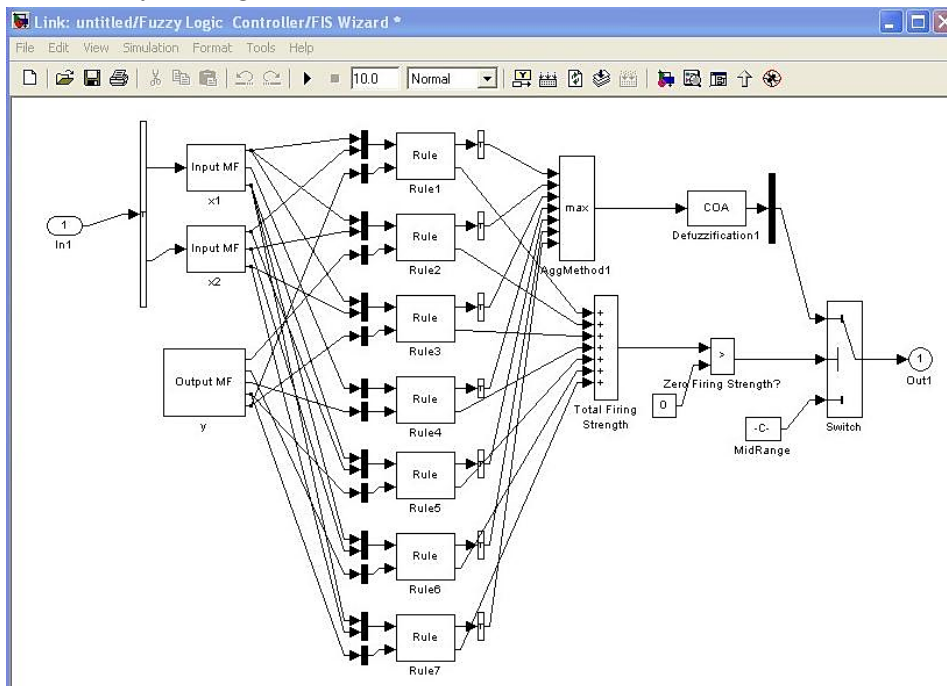 Link: untitled/Fuzzy Logic Controller/FIS Wizard *
File Edit View Simulation Format Tools Help
10.0 Normal
1
In1
T
Input MF
x1
Input MF
x2
Output MF
y
Rule
Rule1
T
Rule
Rule2
T
Rule
Rule3
T
Rule
Rule4
T
Rule
Rule5
T
Rule
Rule6
T
Rule
Rule7
T
max
AggMethod1
COA
Defuzzification1
+
+
+
+
+
+
+
Total Firing
Strength
>
Zero Firing Strength?
0
-C-
MidRange
Switch
1
Out1